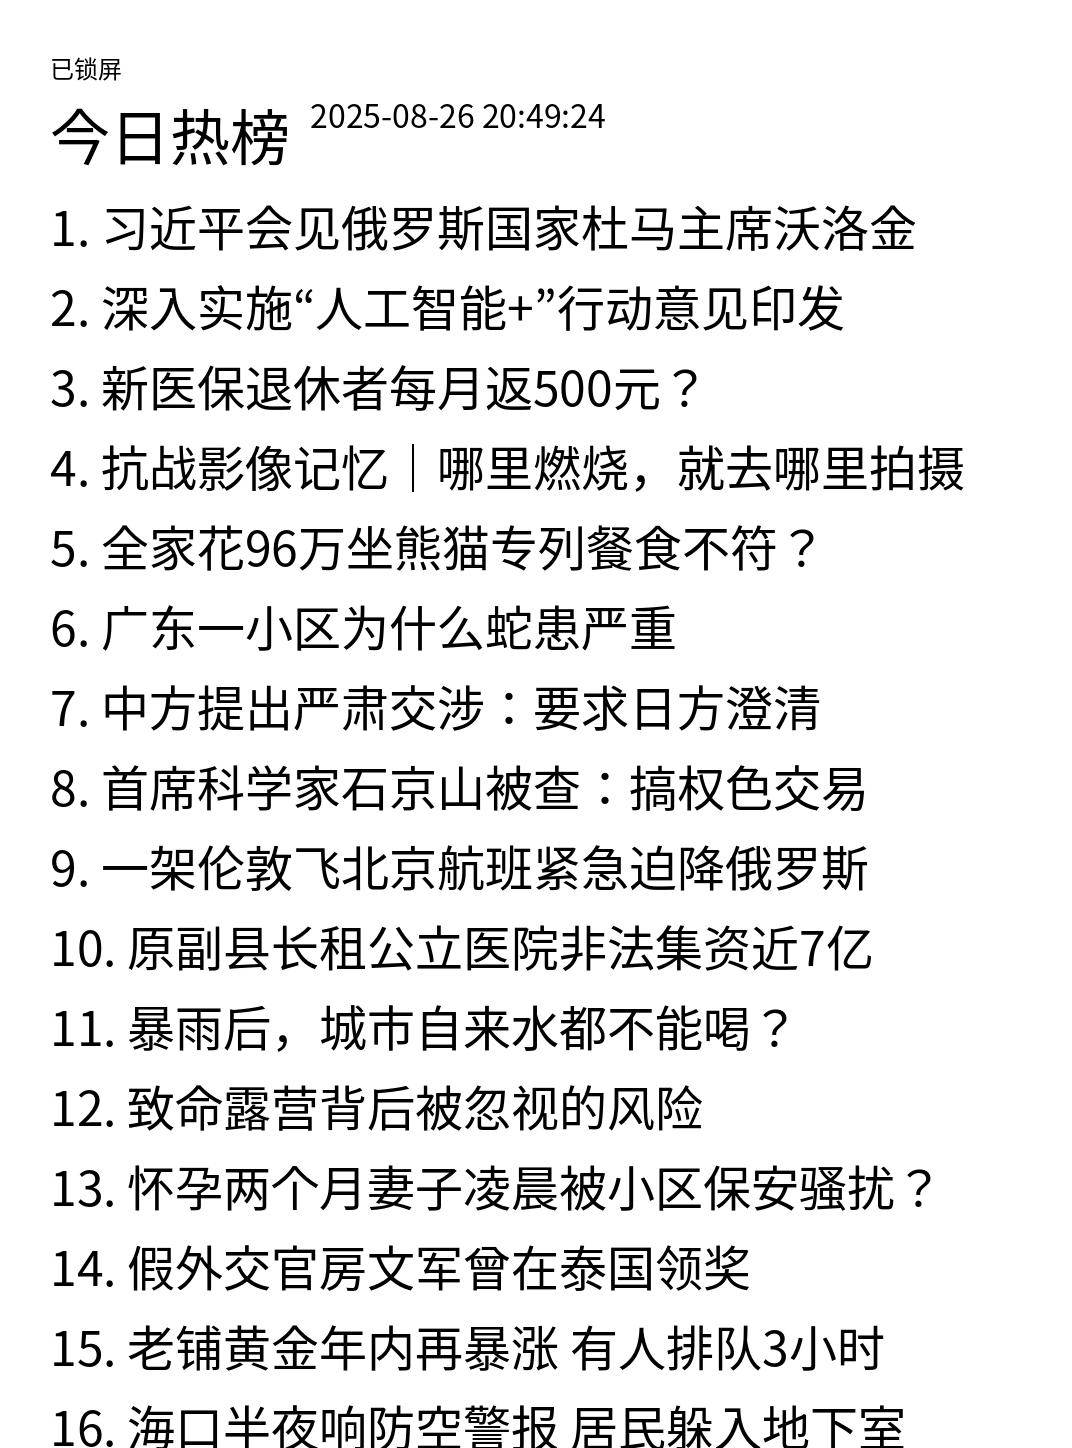 已锁屏
今日热榜 2025-08-26 20:49:24
1. 习近平会见俄罗斯国家杜马主席沃洛金
2. 深入实施“人工智能+”行动意见印发
3. 新医保退休者每月返500元？
4. 抗战影像记忆｜哪里燃烧，就去哪里拍摄
5. 全家花96万坐熊猫专列餐食不符？
6. 广东一小区为什么蛇患严重
7. 中方提出严肃交涉：要求日方澄清
8. 首席科学家石京山被查：搞权色交易
9. 一架伦敦飞北京航班紧急迫降俄罗斯
10. 原副县长租公立医院非法集资近7亿
11. 暴雨后，城市自来水都不能喝？
12. 致命露营背后被忽视的风险
13. 怀孕两个月妻子凌晨被小区保安骚扰？
14. 假外交官房文军曾在泰国领奖
15. 老铺黄金年内再暴涨 有人排队3小时
16. 海口半夜响防空警报 居民躲入地下室